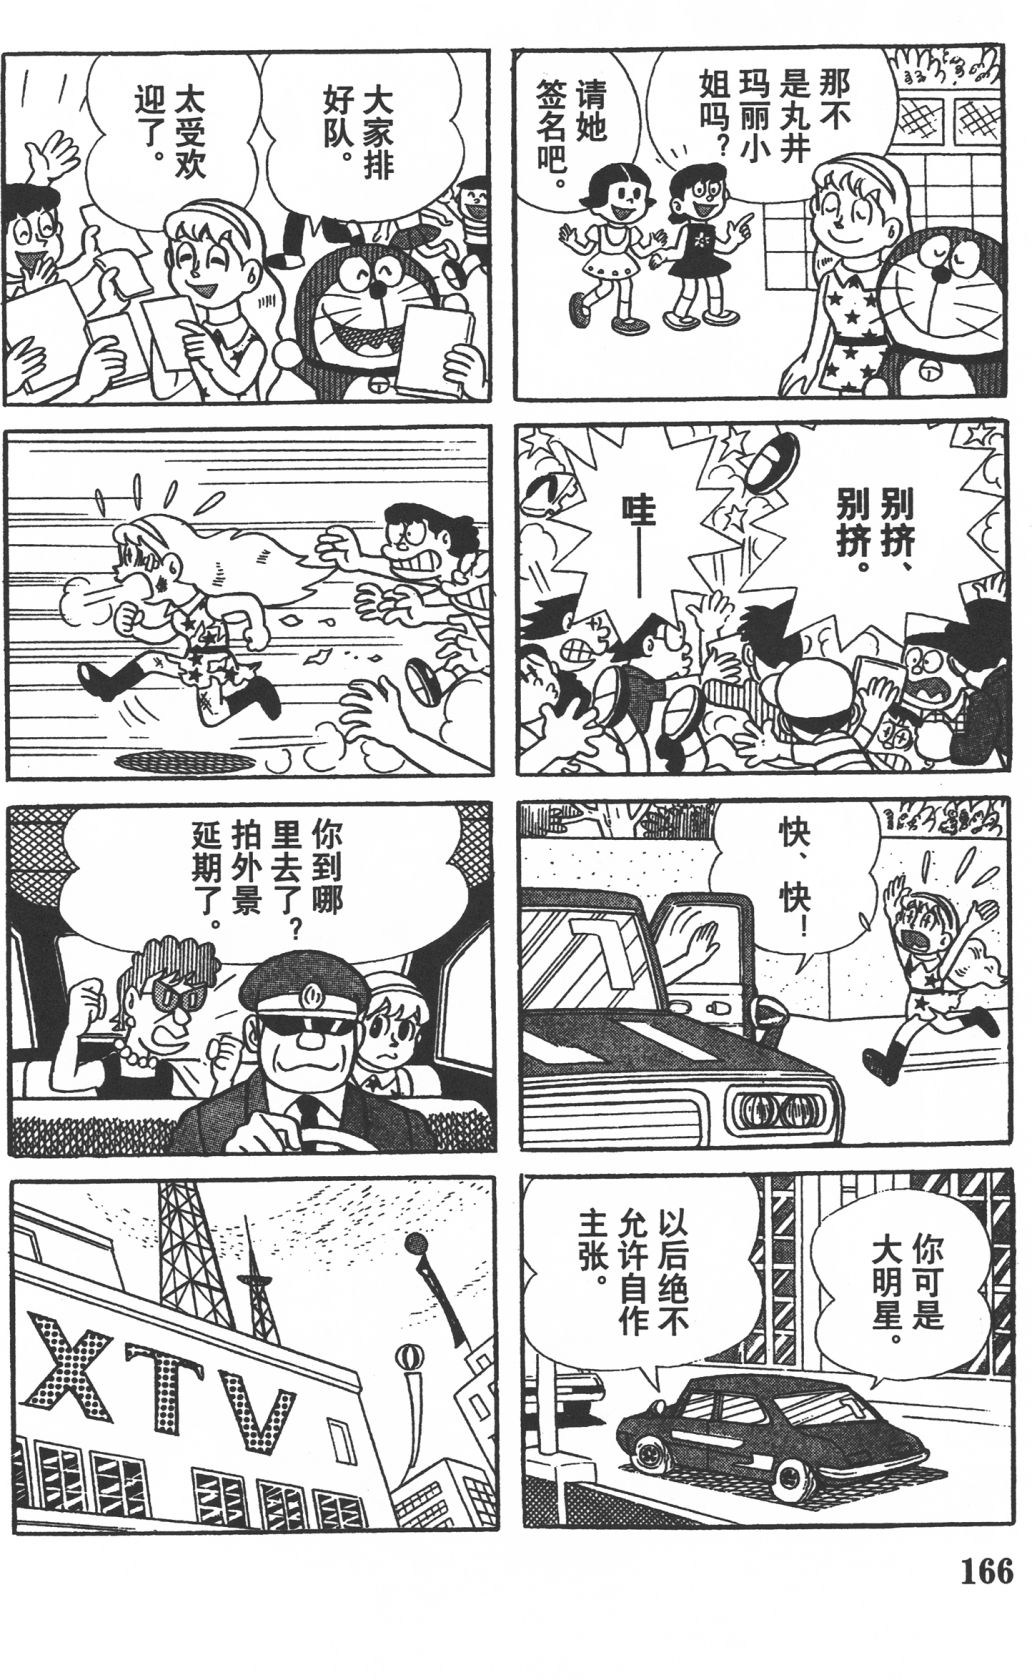 那不
是丸井
玛丽小
姐吗？
请她
签名吧。
大家排
好队。
太受欢
迎了。
别挤、
别挤。
哇——
快、快！
你到哪
里去了？
拍外景
延期了。
你可是
大明星。
以后绝不
允许自作
主张。
XTV
166